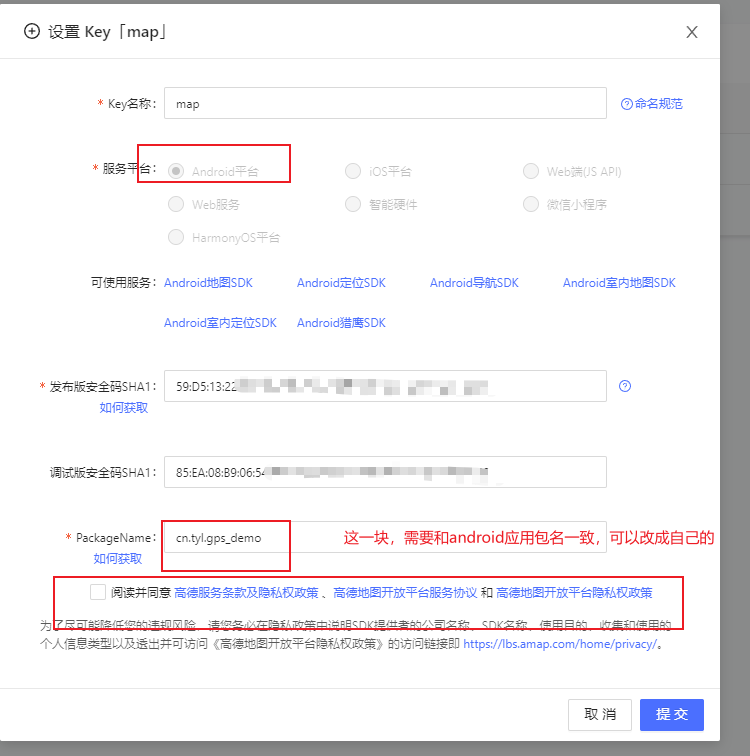 设置 Key「map」
* Key名称: map 命名规范
* 服务平台: Android平台 iOS平台 Web端(JS API)
Web服务 智能硬件 微信小程序
HarmonyOS平台
可使用服务: Android地图SDK Android定位SDK Android导航SDK Android室内地图SDK
Android室内定位SDK Android猎鹰SDK
* 发布版安全码SHA1: 59:D5:13:22
如何获取
调试版安全码SHA1: 85:EA:08:B9:06:54
* PackageName: cn.tyl.gps_demo 这一块，需要和android应用包名一致，可以改成自己的
如何获取
阅读并同意 高德服务条款及隐私权政策 、高德地图开放平台服务协议 和 高德地图开放平台隐私权政策
为了尽可能降低您的违规风险，请您务必在隐私政策中说明SDK提供者的公司名称、SDK名称、使用目的、收集和使用的
个人信息类型以及透出并可访问《高德地图开放平台隐私权政策》的访问链接即 https://lbs.amap.com/home/privacy/。
取 消 提 交